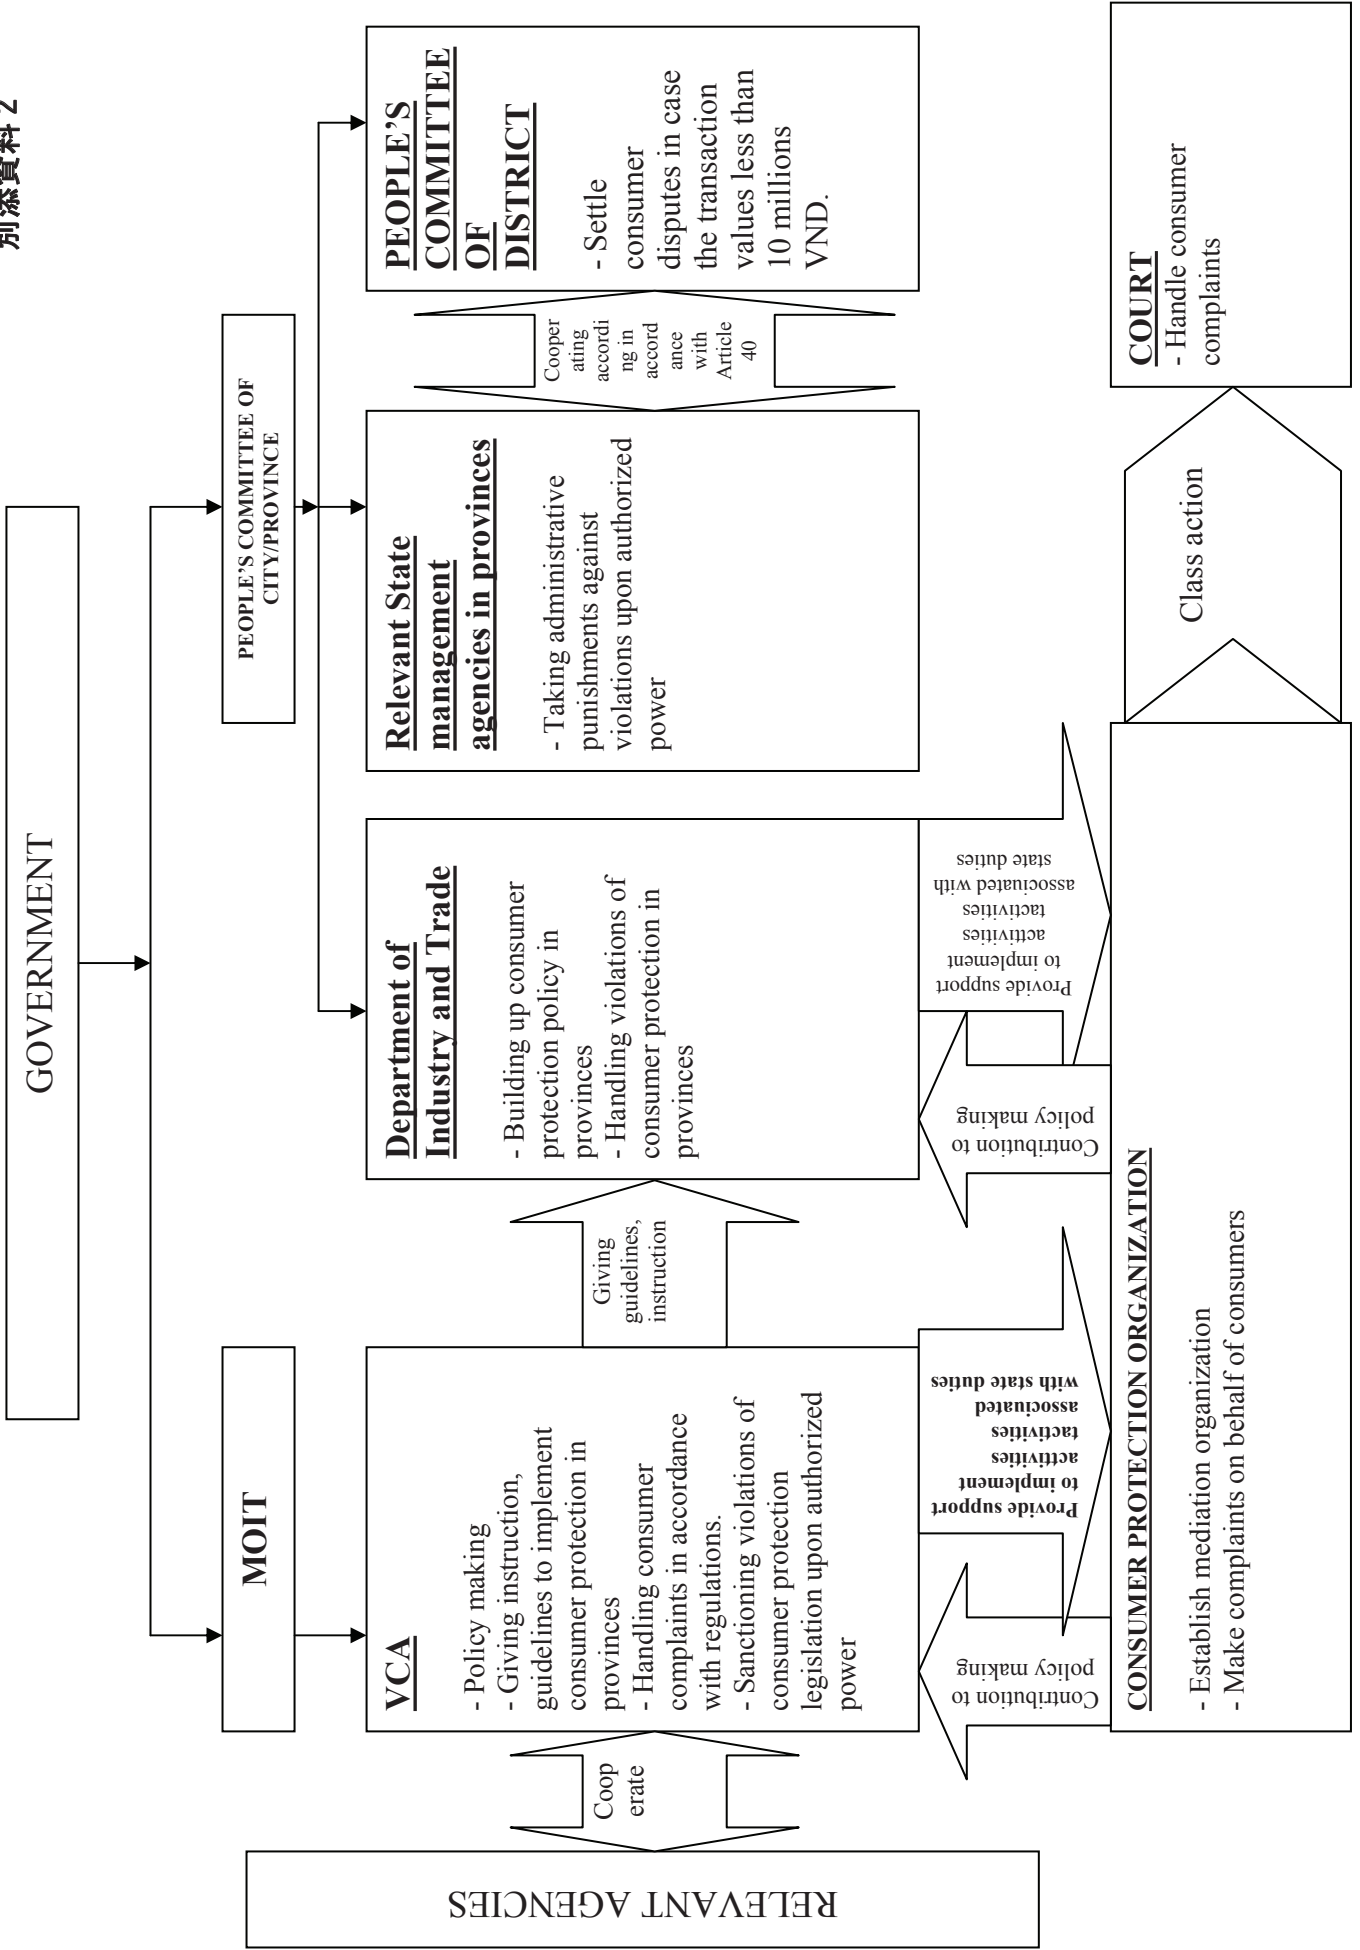 別添資料 2
GOVERNMENT
MOIT
PEOPLE'S COMMITTEE OF
CITY/PROVINCE
RELEVANT AGENCIES
Coop
erate
VCA
- Policy making
- Giving instruction,
guidelines to implement
consumer protection in
provinces
- Handling consumer
complaints in accordance
with regulations.
- Sanctioning violations of
consumer protection
legislation upon authorized
power
Giving
guidelines,
instruction
Department of
Industry and Trade
- Building up consumer
protection policy in
provinces
- Handling violations of
consumer protection in
provinces
Relevant State
management
agencies in provinces
- Taking administrative
punishments against
violations upon authorized
power
Cooper
ating
accordi
ng in
accord
ance
with
Article
40
PEOPLE'S
COMMITTEE
OF
DISTRICT
- Settle
consumer
disputes in case
the transaction
values less than
10 millions
VND.
Contribution to
policy making
Provide support
to implement
acitivities
tactivities
associuated
with state duties
Contribution to
policy making
Provide support
to implement
acitivities
tactivities
associuated with
state duties
CONSUMER PROTECTION ORGANIZATION
- Establish mediation organization
- Make complaints on behalf of consumers
Class action
COURT
- Handle consumer
complaints